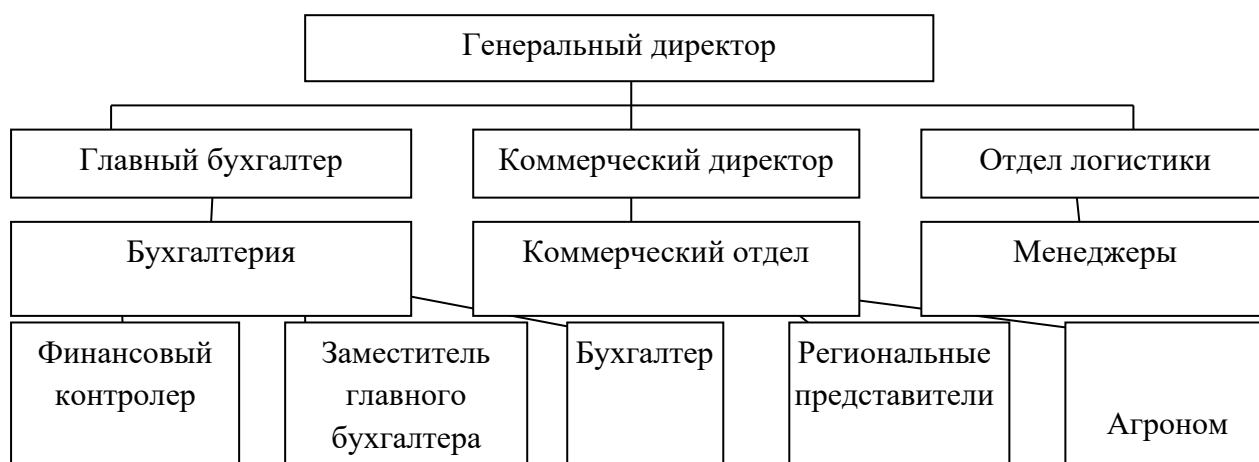 Генеральный директор
Главный бухгалтер
Коммерческий директор
Отдел логистики
Бухгалтерия
Коммерческий отдел
Менеджеры
Финансовый
контролер
Заместитель
главного
бухгалтера
Бухгалтер
Региональные
представители
Агроном